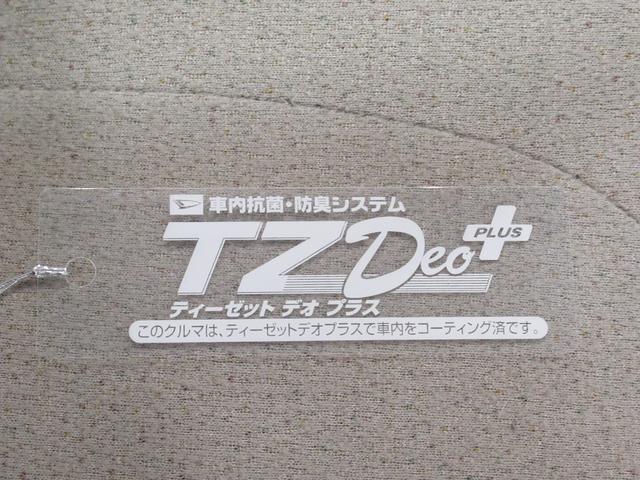 車内抗菌・防臭システム
TZDeo
PLUS
ティーゼット デオ プラス
このクルマは、ティーゼットデオプラスで車内をコーティング済です。